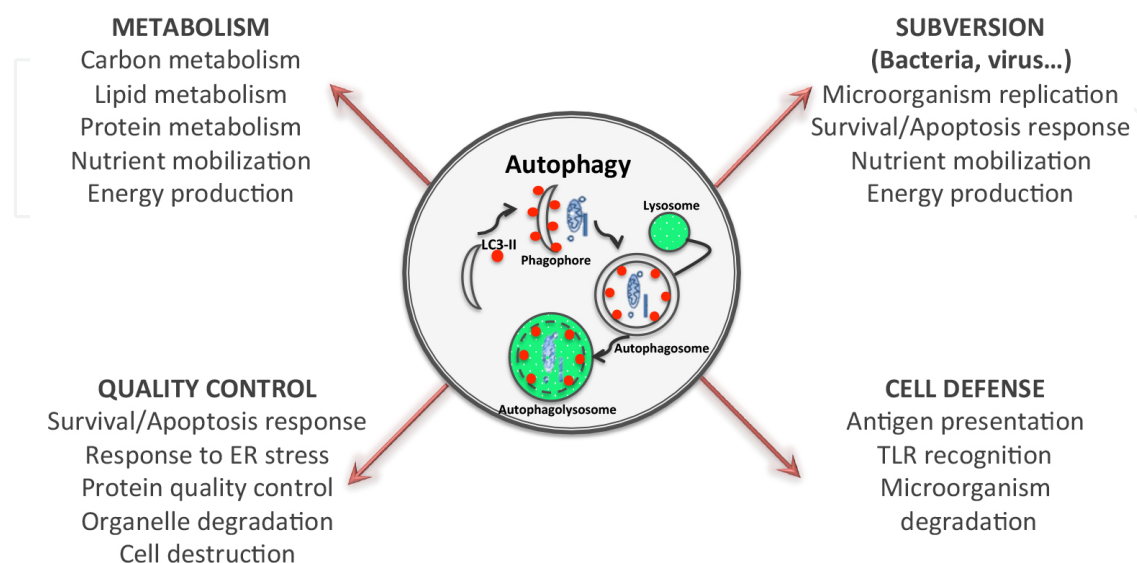 METABOLISM
Carbon metabolism
Lipid metabolism
Protein metabolism
Nutrient mobilization
Energy production
SUBVERSION
(Bacteria, virus…)
Microorganism replication
Survival/Apoptosis response
Nutrient mobilization
Energy production
Autophagy
Lysosome
LC3-II
Phagophore
Autophagosome
Autophagolysosome
QUALITY CONTROL
Survival/Apoptosis response
Response to ER stress
Protein quality control
Organelle degradation
Cell destruction
CELL DEFENSE
Antigen presentation
TLR recognition
Microorganism
degradation